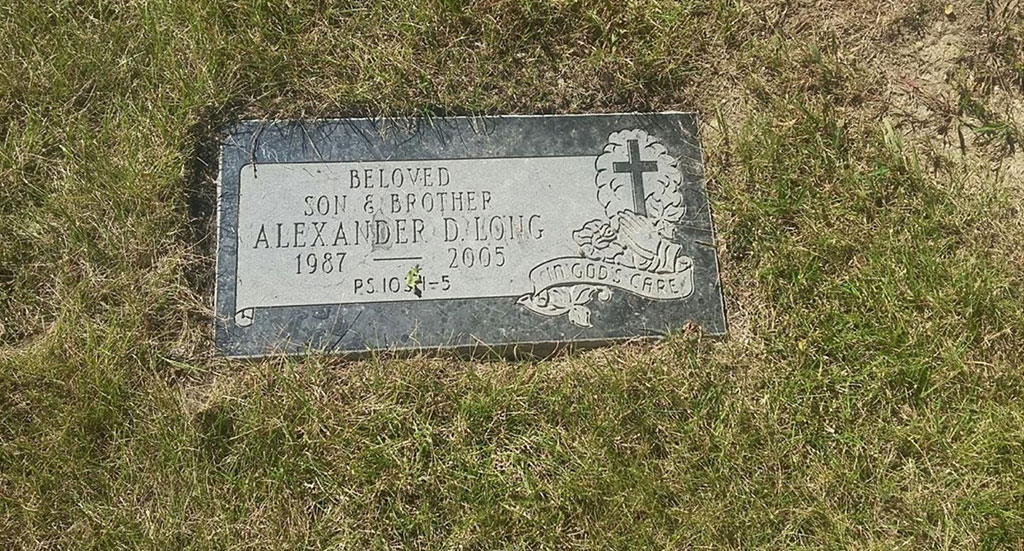 BELOVED
SON & BROTHER
ALEXANDER D. LONG
1987 — 2005
PS. 103:1-5
IN GOD'S CARE